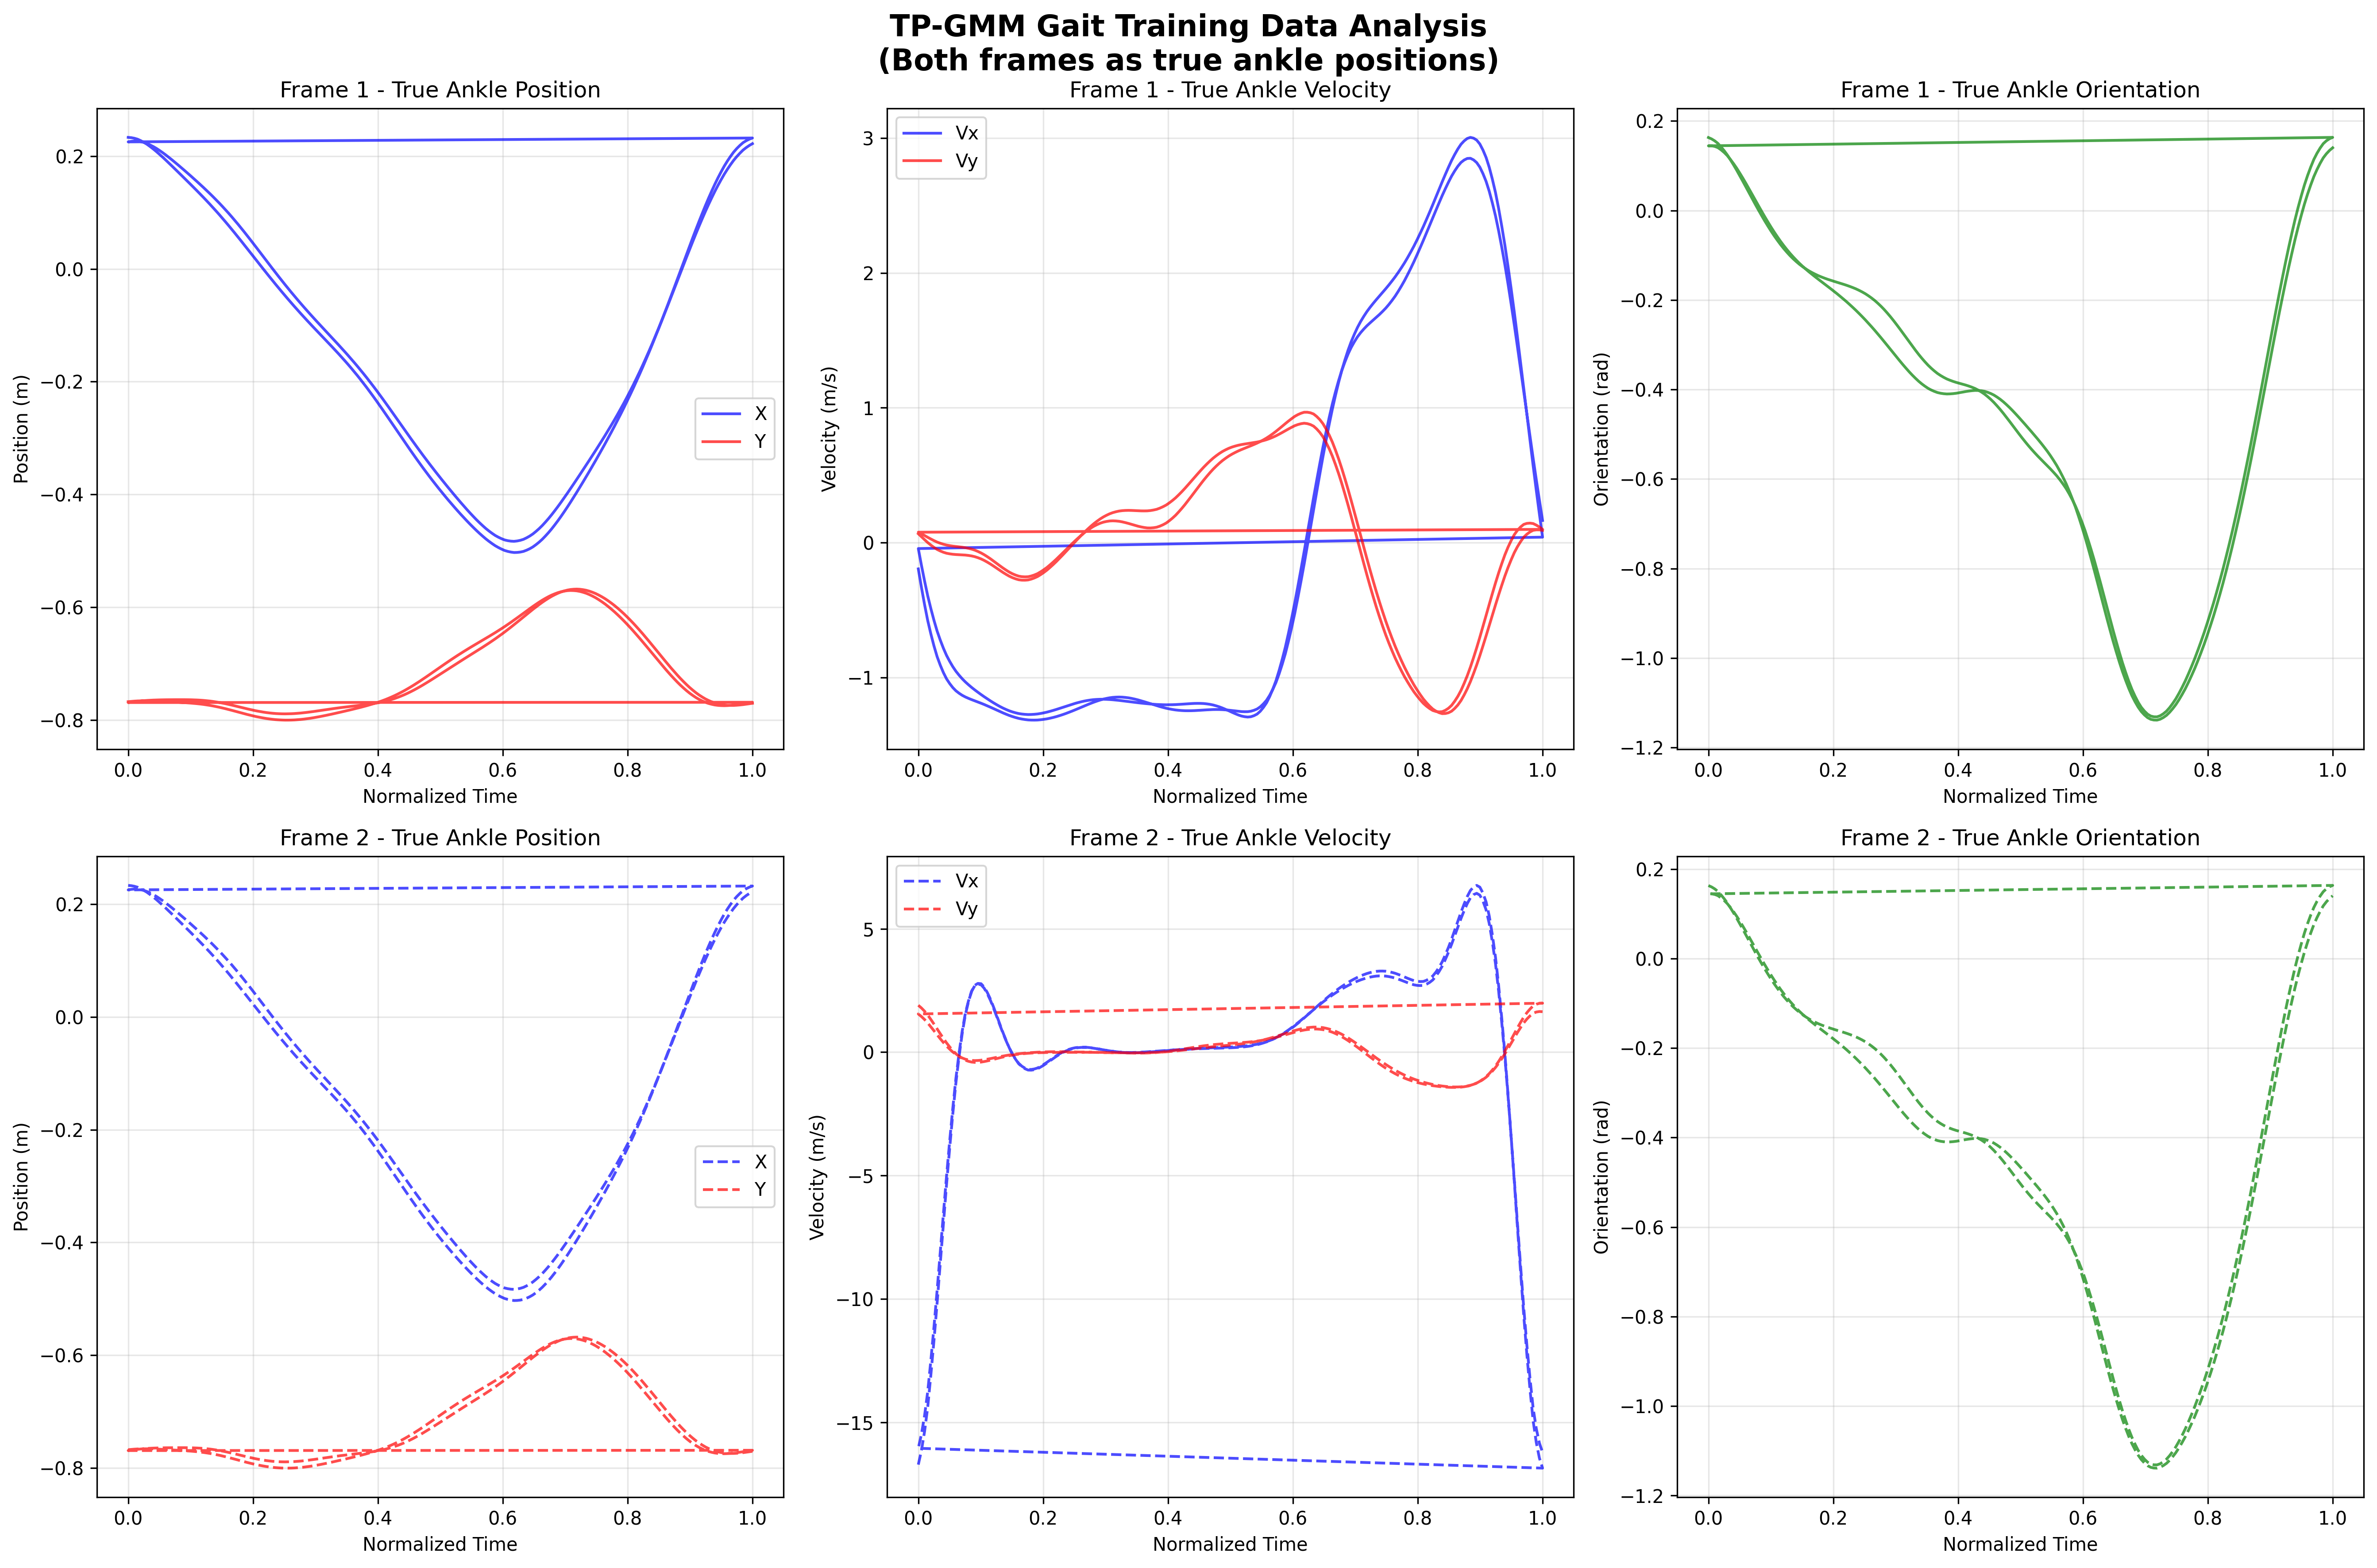 TP-GMM Gait Training Data Analysis
(Both frames as true ankle positions)
Frame 1 - True Ankle Position
Position (m)
0.2
0.0
−0.2
−0.4
−0.6
−0.8
X
Y
0.0 0.2 0.4 0.6 0.8 1.0
Normalized Time
Frame 1 - True Ankle Velocity
Velocity (m/s)
3
2
1
0
−1
Vx
Vy
0.0 0.2 0.4 0.6 0.8 1.0
Normalized Time
Frame 1 - True Ankle Orientation
Orientation (rad)
0.2
0.0
−0.2
−0.4
−0.6
−0.8
−1.0
−1.2
0.0 0.2 0.4 0.6 0.8 1.0
Normalized Time
Frame 2 - True Ankle Position
Position (m)
0.2
0.0
−0.2
−0.4
−0.6
−0.8
X
Y
0.0 0.2 0.4 0.6 0.8 1.0
Normalized Time
Frame 2 - True Ankle Velocity
Velocity (m/s)
5
0
−5
−10
−15
Vx
Vy
0.0 0.2 0.4 0.6 0.8 1.0
Normalized Time
Frame 2 - True Ankle Orientation
Orientation (rad)
0.2
0.0
−0.2
−0.4
−0.6
−0.8
−1.0
−1.2
0.0 0.2 0.4 0.6 0.8 1.0
Normalized Time